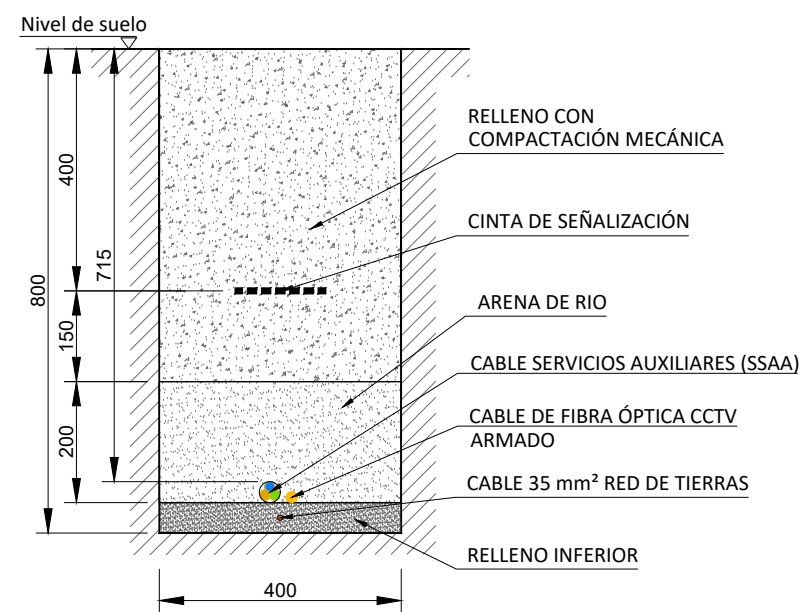 Nivel de suelo
RELLENO CON
COMPACTACIÓN MECÁNICA
400
CINTA DE SEÑALIZACIÓN
715
800
ARENA DE RIO
150
CABLE SERVICIOS AUXILIARES (SSAA)
200
CABLE DE FIBRA ÓPTICA CCTV
ARMADO
CABLE 35 mm² RED DE TIERRAS
RELLENO INFERIOR
400